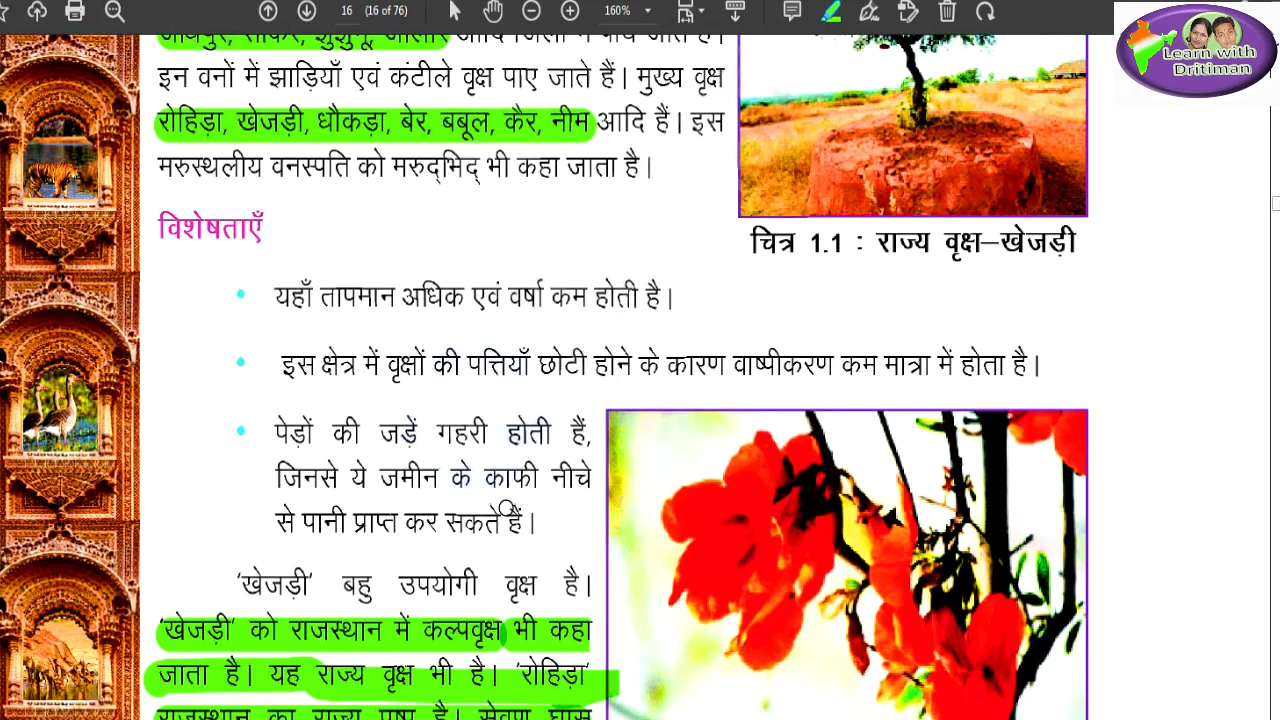 16 (16 of 76) 160%
Learn with
Dritiman
इन वनों में झाड़ियाँ एवं कंटीले वृक्ष पाए जाते हैं। मुख्य वृक्ष
रोहिड़ा, खेजड़ी, धौकड़ा, बेर, बबूल, कैर, नीम आदि हैं। इस
मरुस्थलीय वनस्पति को मरुद्भिद् भी कहा जाता है।
चित्र 1.1 : राज्य वृक्ष–खेजड़ी
विशेषताएँ
• यहाँ तापमान अधिक एवं वर्षा कम होती है।
• इस क्षेत्र में वृक्षों की पत्तियाँ छोटी होने के कारण वाष्पीकरण कम मात्रा में होता है।
• पेड़ों की जड़ें गहरी होती हैं,
जिनसे ये जमीन के काफी नीचे
से पानी प्राप्त कर सकते हैं।
'खेजड़ी' बहु उपयोगी वृक्ष है।
'खेजड़ी' को राजस्थान में कल्पवृक्ष भी कहा
जाता है। यह राज्य वृक्ष भी है। 'रोहिड़ा'